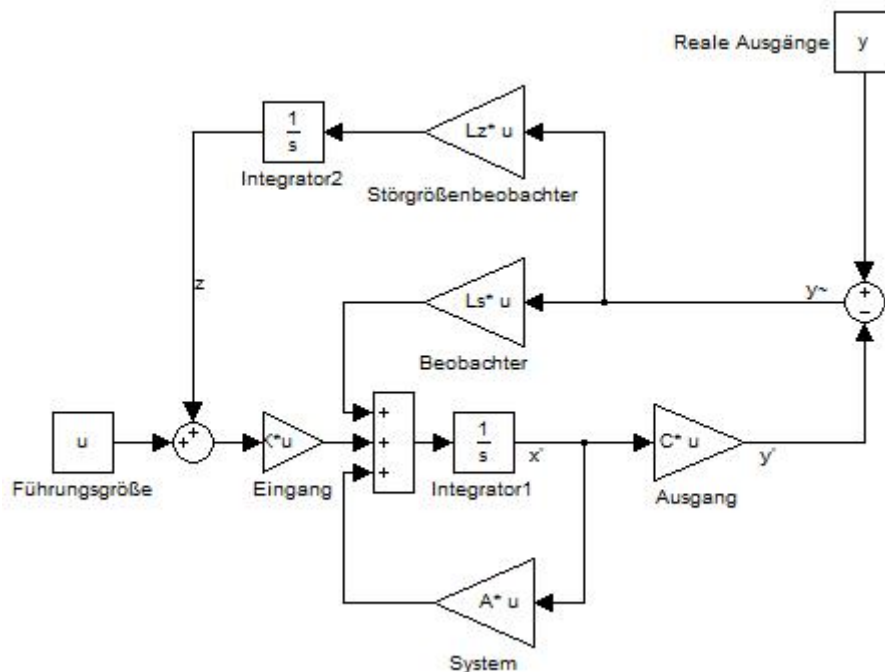 Reale Ausgänge
y
Lz* u
1
s
Integrator2
Störgrößenbeobachter
z
Ls* u
y~
+
−
Beobachter
u
+
+
K*u
+
+
+
1
s
x'
C* u
y'
Führungsgröße
Eingang
Integrator1
Ausgang
A* u
System